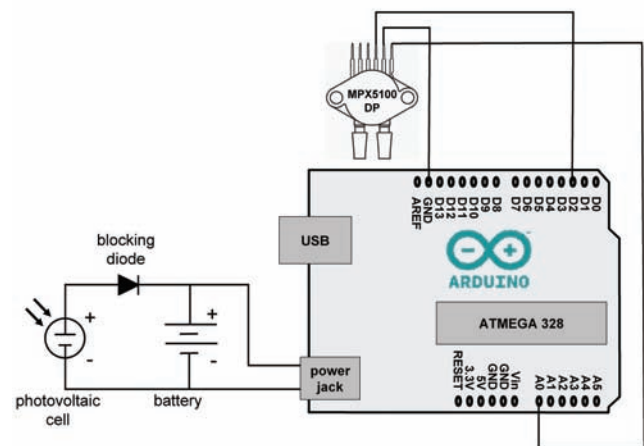 MPX5100
DP
AREF
GND
D13
D12
D11
D10
D9
D8
D7
D6
D5
D4
D3
D2
D1
D0
USB
ARDUINO
blocking
diode
ATMEGA 328
+
-
+
-
power
jack
RESET
3.3V
5V
GND
GND
Vin
A0
A1
A2
A3
A4
A5
photovoltaic
cell
battery